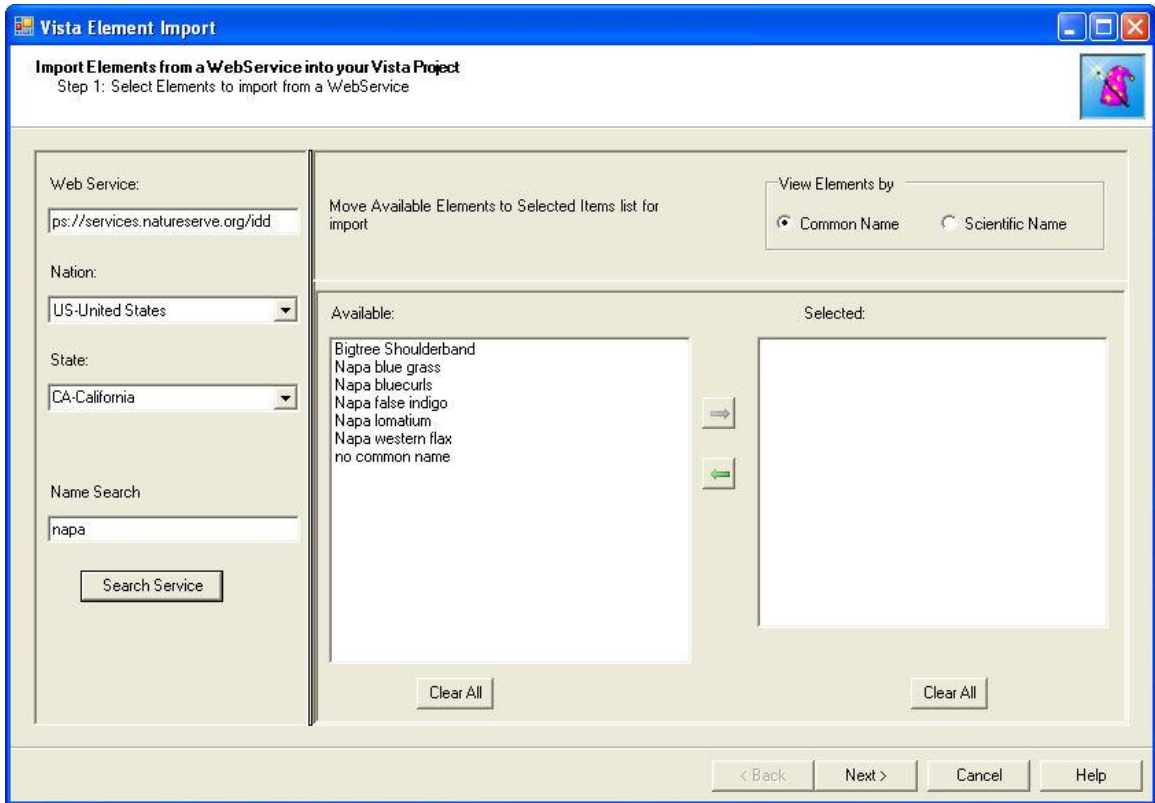 Vista Element Import
Import Elements from a WebService into your Vista Project
Step 1: Select Elements to import from a WebService
Web Service:
ps://services.natureserve.org/idd
Nation:
US-United States
State:
CA-California
Name Search
napa
Search Service
Move Available Elements to Selected Items list for
import
View Elements by
Common Name
Scientific Name
Available:
Bigtree Shoulderband
Napa blue grass
Napa bluecurls
Napa false indigo
Napa lomatium
Napa western flax
no common name
Clear All
Selected:
Clear All
< Back
Next >
Cancel
Help